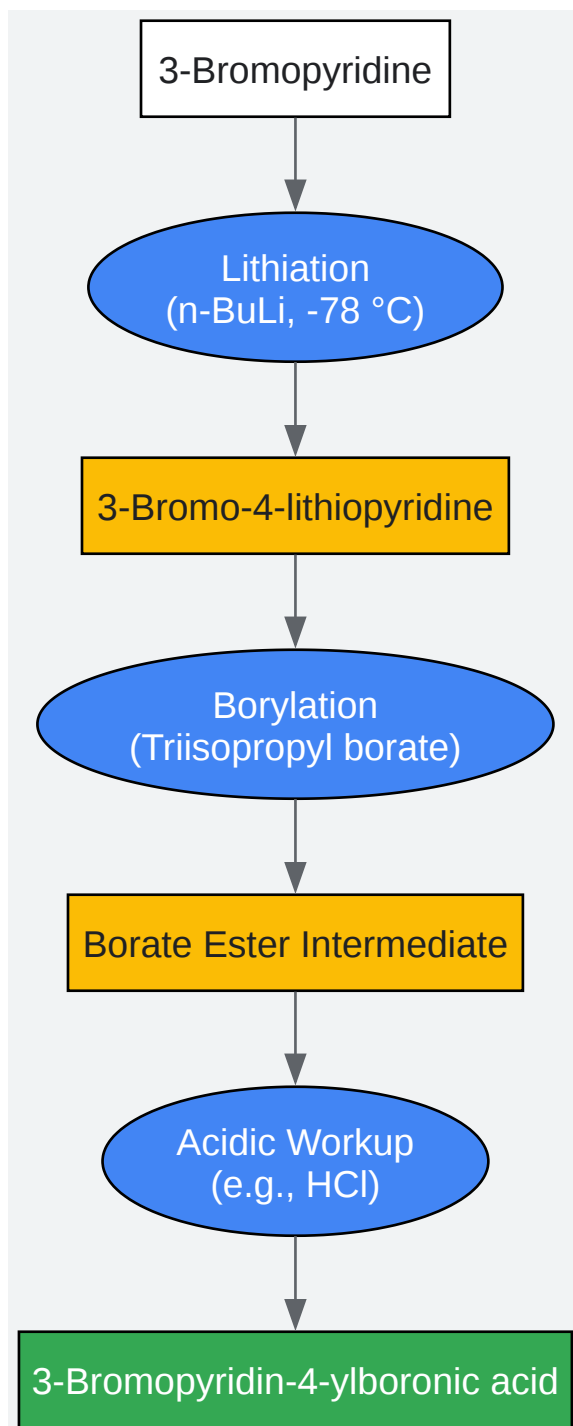 3-Bromopyridine
Lithiation
(n-BuLi, -78 °C)
3-Bromo-4-lithiopyridine
Borylation
(Triisopropyl borate)
Borate Ester Intermediate
Acidic Workup
(e.g., HCl)
3-Bromopyridin-4-ylboronic acid